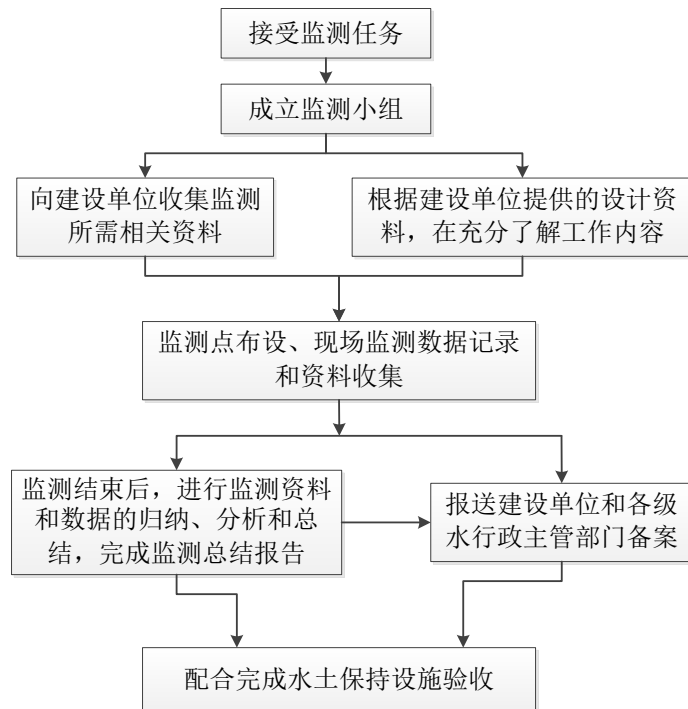 接受监测任务
成立监测小组
向建设单位收集监测
所需相关资料
根据建设单位提供的设计资
料，在充分了解工作内容
监测点布设、现场监测数据记录
和资料收集
监测结束后，进行监测资料
和数据的归纳、分析和总
结，完成监测总结报告
报送建设单位和各级
水行政主管部门备案
配合完成水土保持设施验收